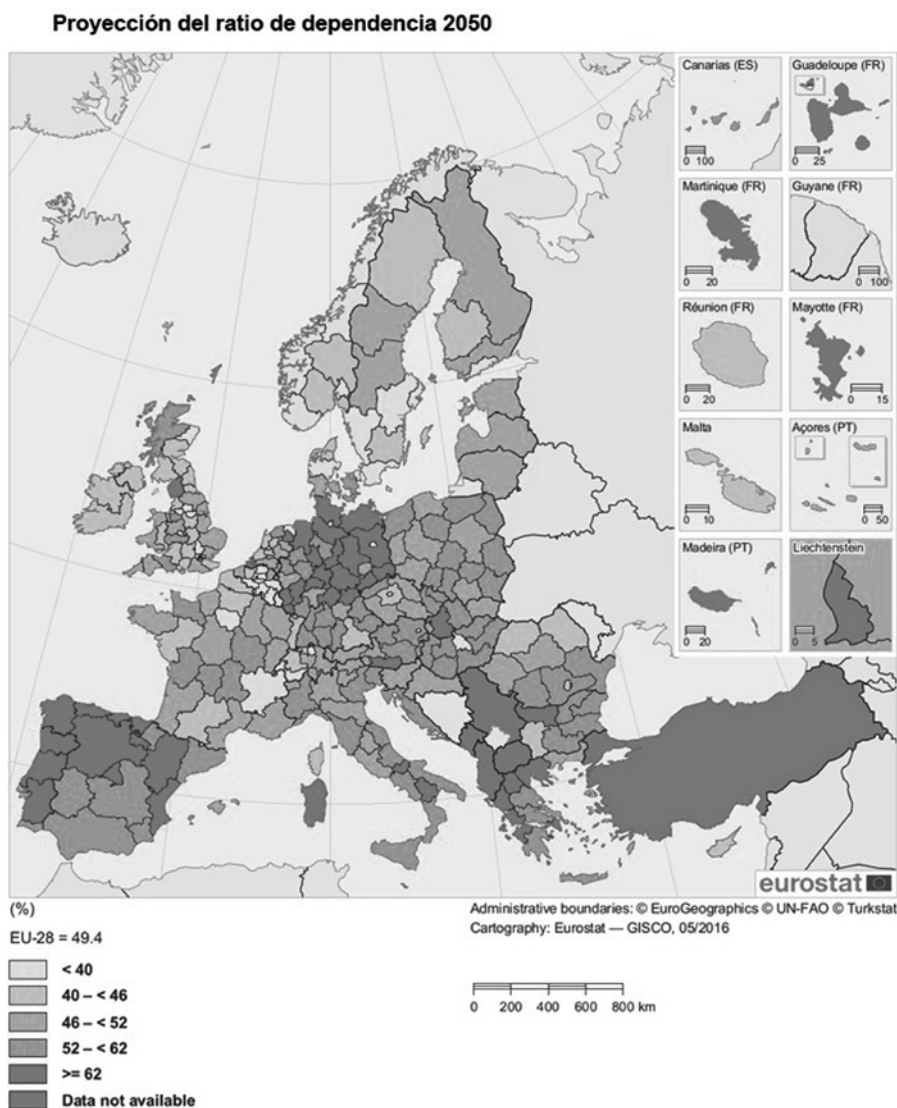 Proyección del ratio de dependencia 2050
Canarias (ES)
0 100
Guadeloupe (FR)
0 25
Martinique (FR)
0 20
Guyane (FR)
0 100
Réunion (FR)
0 20
Mayotte (FR)
0 15
Malta
0 10
Açores (PT)
0 50
Madeira (PT)
0 20
Liechtenstein
0 5
eurostat
(%)
EU-28 = 49.4
< 40
40 – < 46
46 – < 52
52 – < 62
>= 62
Data not available
Administrative boundaries: © EuroGeographics © UN-FAO © Turkstat
Cartography: Eurostat — GISCO, 05/2016
0 200 400 600 800 km